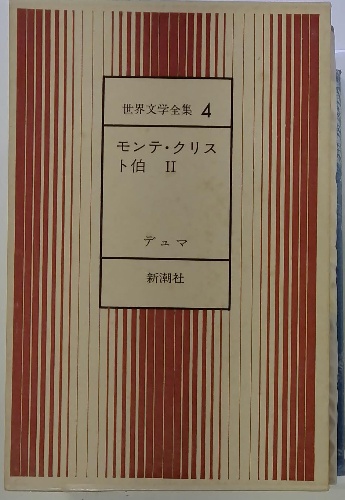 世界文学全集 4
モンテ・クリス
ト伯 II
デュマ
新潮社